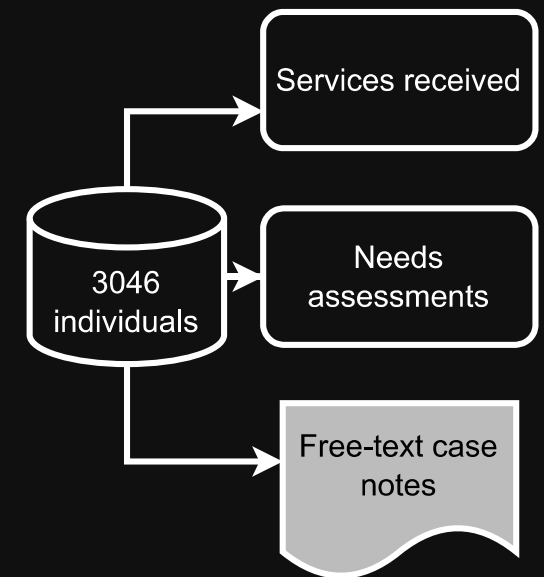 Services received
3046
individuals
Needs
assessments
Free-text case
notes